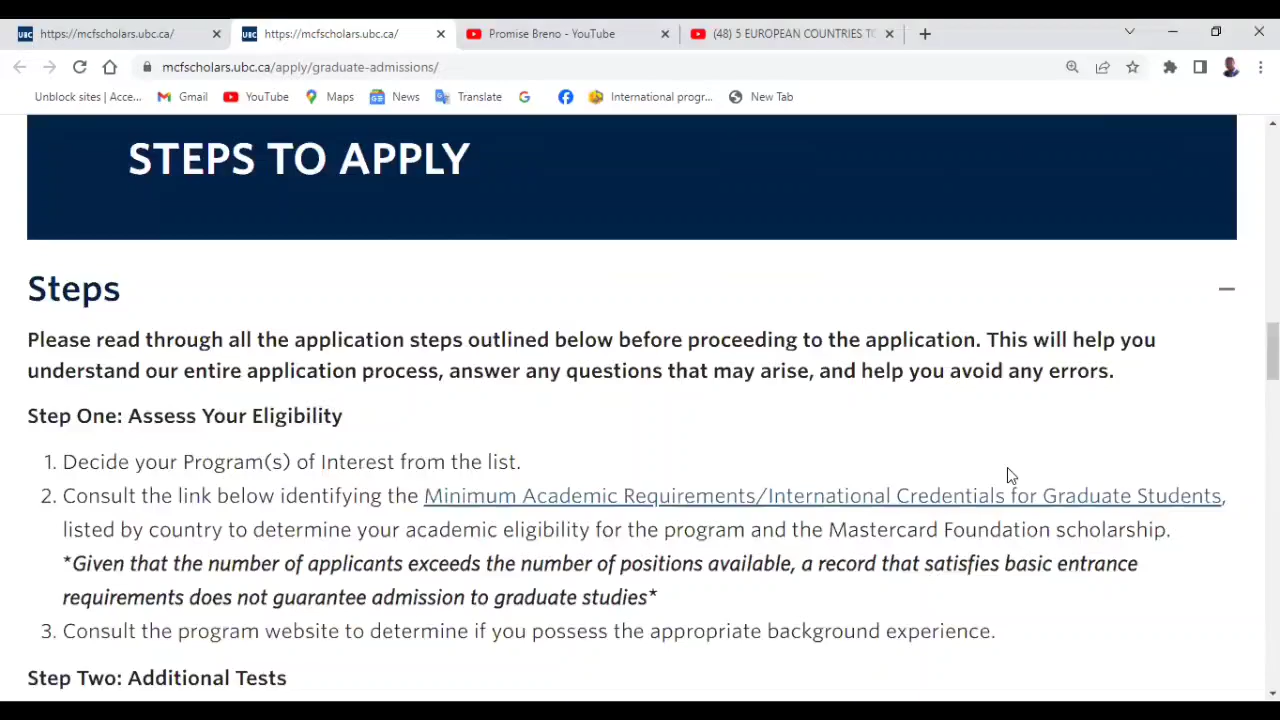 UBC https://mcfscholars.ubc.ca/
UBC https://mcfscholars.ubc.ca/
Promise Breno - YouTube
(48) 5 EUROPEAN COUNTRIES TO
mcfscholars.ubc.ca/apply/graduate-admissions/
Unblock sites | Acce... Gmail YouTube Maps News Translate International progr... New Tab
STEPS TO APPLY
Steps
Please read through all the application steps outlined below before proceeding to the application. This will help you
understand our entire application process, answer any questions that may arise, and help you avoid any errors.
Step One: Assess Your Eligibility
1. Decide your Program(s) of Interest from the list.
2. Consult the link below identifying the Minimum Academic Requirements/International Credentials for Graduate Students,
listed by country to determine your academic eligibility for the program and the Mastercard Foundation scholarship.
*Given that the number of applicants exceeds the number of positions available, a record that satisfies basic entrance
requirements does not guarantee admission to graduate studies*
3. Consult the program website to determine if you possess the appropriate background experience.
Step Two: Additional Tests